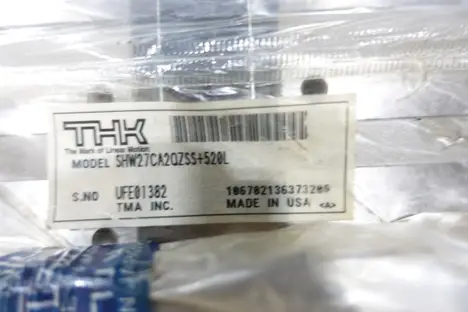 THK
The Mark of Linear Motion
MODEL SHW27CA2QZSS+520L
S.NO UFE01382
TMA INC.
MADE IN USA <A>